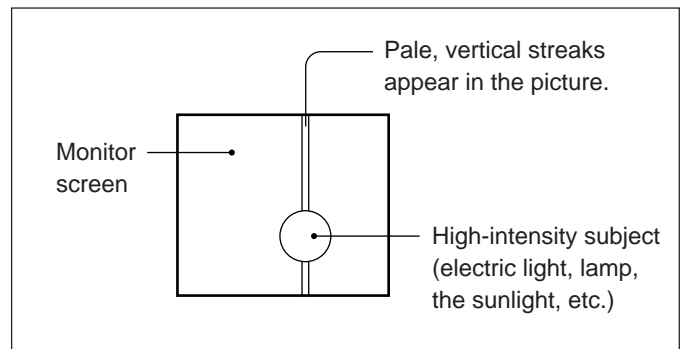 Pale, vertical streaks
appear in the picture.
Monitor
screen
High-intensity subject
(electric light, lamp,
the sunlight, etc.)